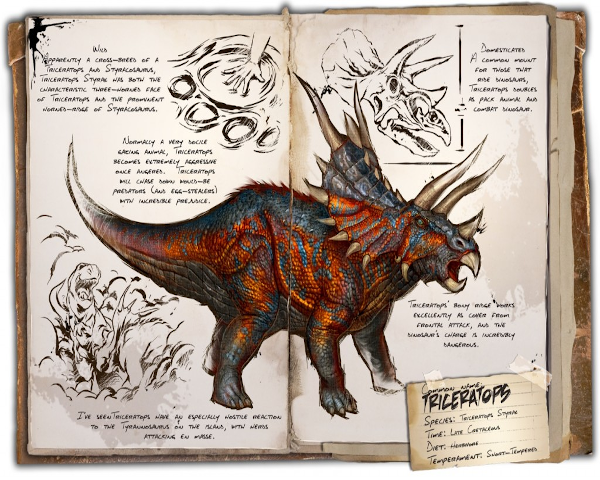 Wild
Apparently a cross-breed of a
Triceratops and Styracosaurus,
Triceratops Styrax has both the
characteristic three-horned face
of Triceratops and the prominent
horned-ridge of Styracosaurus.
Normally a very docile
grazing animal, Triceratops
becomes extremely aggressive
once angered. Triceratops
will chase down would-be
predators (and egg-stealers)
with incredible prejudice.
I've seen Triceratops have an especially hostile reaction
to the Tyrannosaurus on the island, with herds
attacking en masse.
Domesticated
A common mount
for those that
ride dinosaurs,
Triceratops doubles
as pack animal and
combat dinosaur.
Triceratops' bony ridge works
excellently as cover from
frontal attack, and the
dinosaur's charge is incredibly
dangerous.
Common Name:
Triceratops
Species: Triceratops Styrax
Time: Late Cretaceous
Diet: Herbivore
Temperament: Short-Tempered